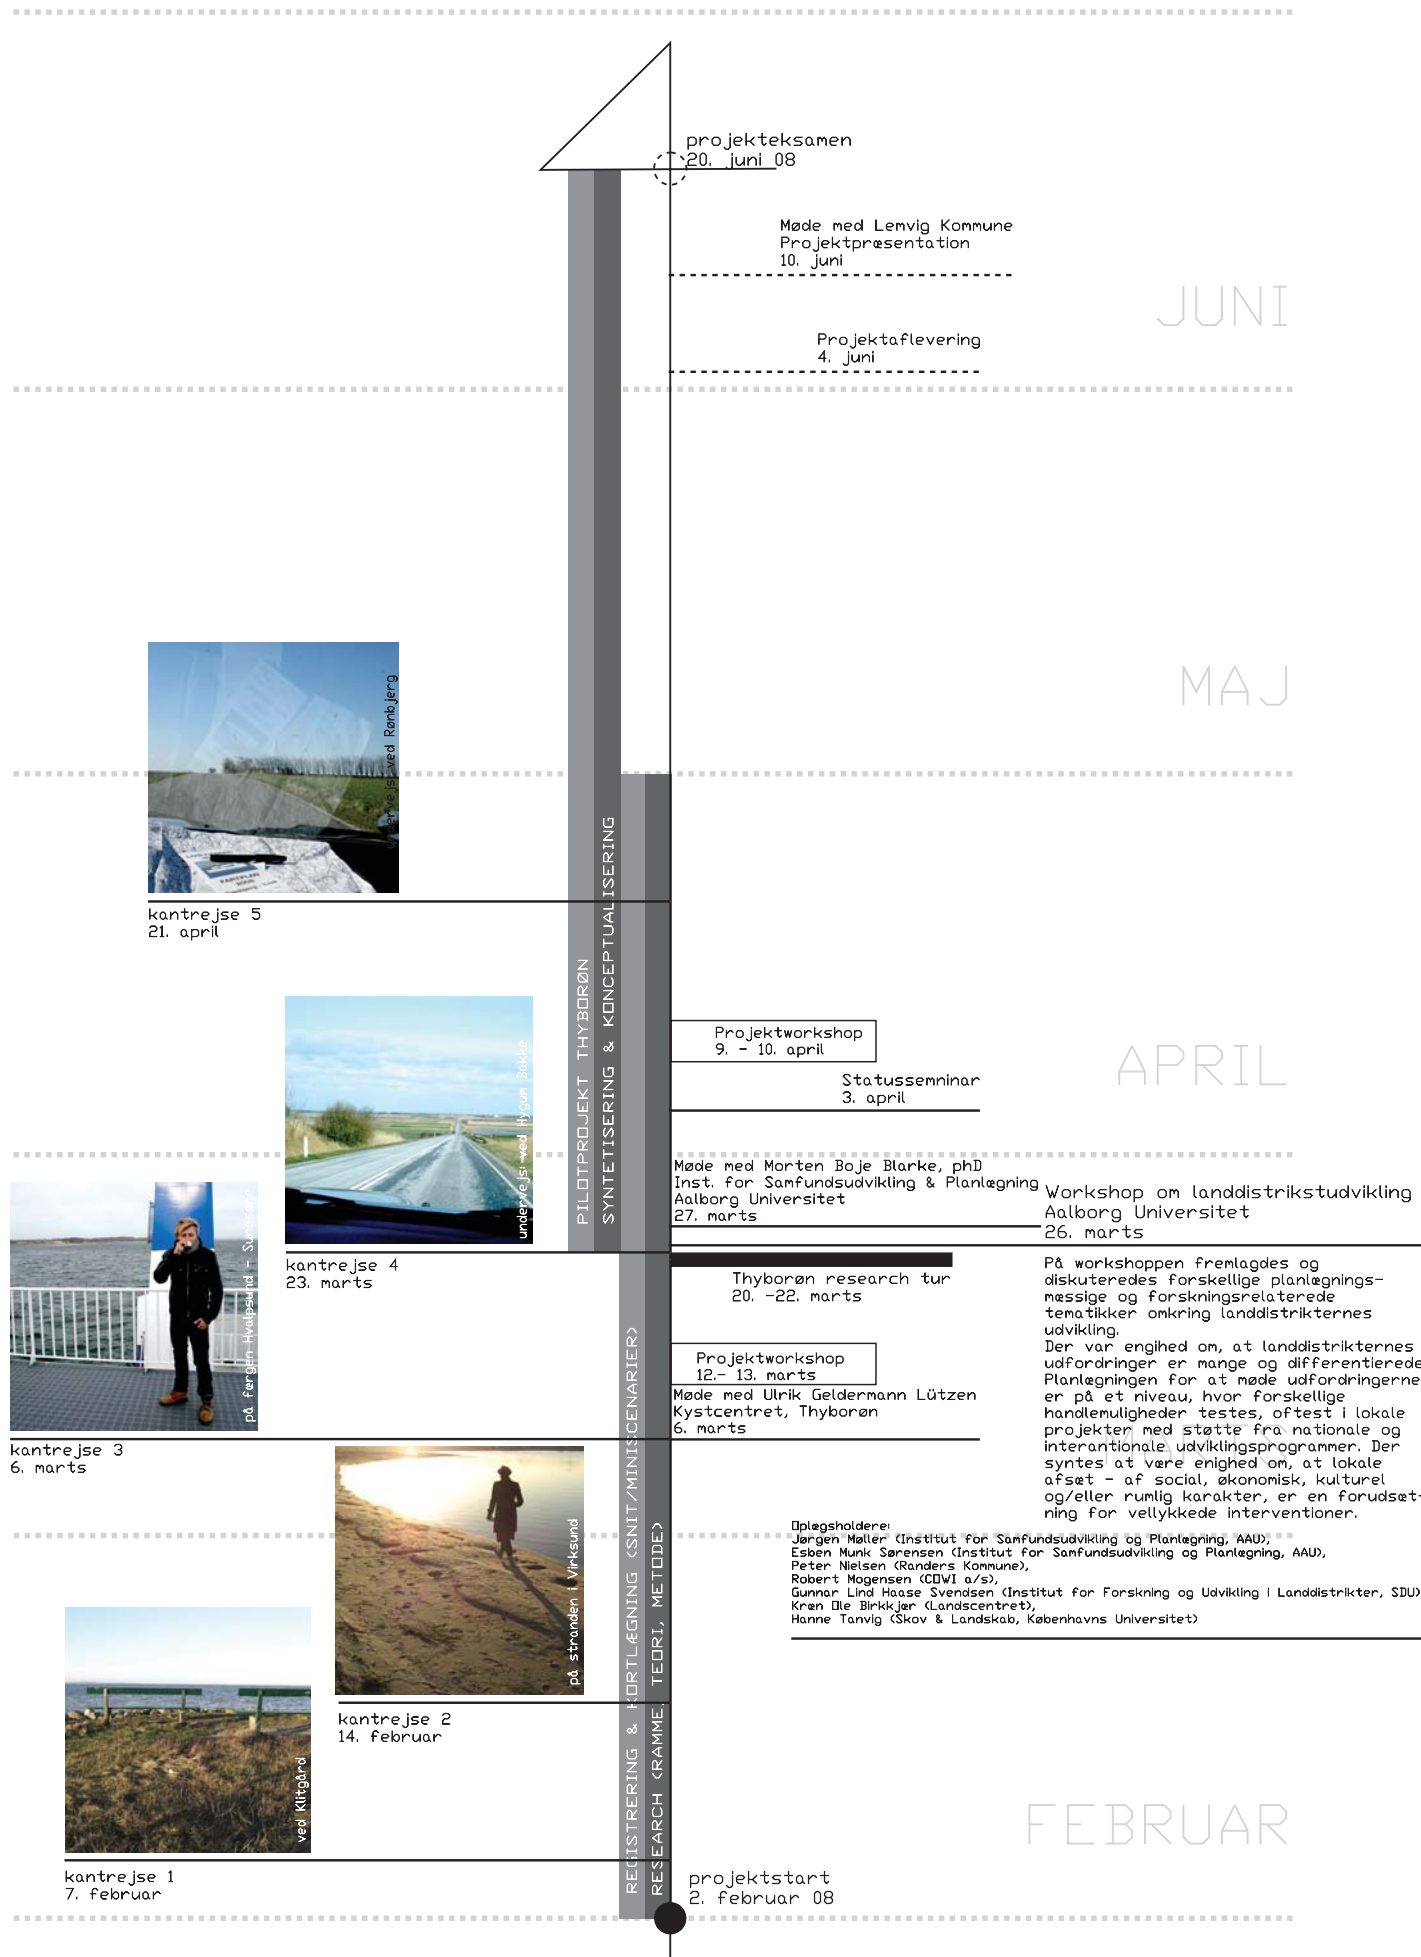 projekteksamen
20. juni 08
Møde med Lemvig Kommune
Projektpræsentation
10. juni
JUNI
Projektaflevering
4. juni
MAJ
undervejs: ved Rønbjerg
kantrejse 5
21. april
PILOTPROJEKT THYBORØN
SYNTETISERING & KONCEPTUALISERING
Projektworkshop
9. - 10. april
APRIL
Statusseminar
3. april
undervejs: ved Hygum Bakke
kantrejse 4
23. marts
Møde med Morten Boje Blarke, phD
Inst. for Samfundsudvikling & Planlægning
Aalborg Universitet
27. marts
Workshop om landdistrikstudvikling
Aalborg Universitet
26. marts
På workshoppen fremlagdes og
diskuteredes forskellige planlægnings-
mæssige og forskningsrelaterede
tematikker omkring landdistrikternes
udvikling.
Der var engihed om, at landdistrikternes
udfordringer er mange og differentierede
Planlægningen for at møde udfordringerne
er på et niveau, hvor forskellige
handlemuligheder testes, oftest i lokale
projekter med støtte fra nationale og
interantionale udviklingsprogrammer. Der
syntes at være enighed om, at lokale
afsæt - af social, økonomisk, kulturel
og/eller rumlig karakter, er en forudsæt-
ning for vellykkede interventioner.
MARTS
Thyborøn research tur
20. -22. marts
Projektworkshop
12.- 13. marts
Møde med Ulrik Geldermann Lützen
Kystcentret, Thyborøn
6. marts
på færgen Hvalpsund - Sundsøre
kantrejse 3
6. marts
Oplægsholdere:
Jørgen Møller (Institut for Samfundsudvikling og Planlægning, AAU),
Esben Munk Sørensen (Institut for Samfundsudvikling og Planlægning, AAU),
Peter Nielsen (Randers Kommune),
Robert Mogensen (COWI a/s),
Gunnar Lind Haase Svendsen (Institut for Forskning og Udvikling i Landdistrikter, SDU)
Kræn Ole Birkkjær (Landscentret),
Hanne Tanvig (Skov & Landskab, Københavns Universitet)
REGISTRERING & KORTLÆGNING (SNIT/MINISCENARIER)
RESEARCH (RAMME, TEORI, METODE)
på stranden i Virksund
kantrejse 2
14. februar
FEBRUAR
ved Klitgård
kantrejse 1
7. februar
projektstart
2. februar 08